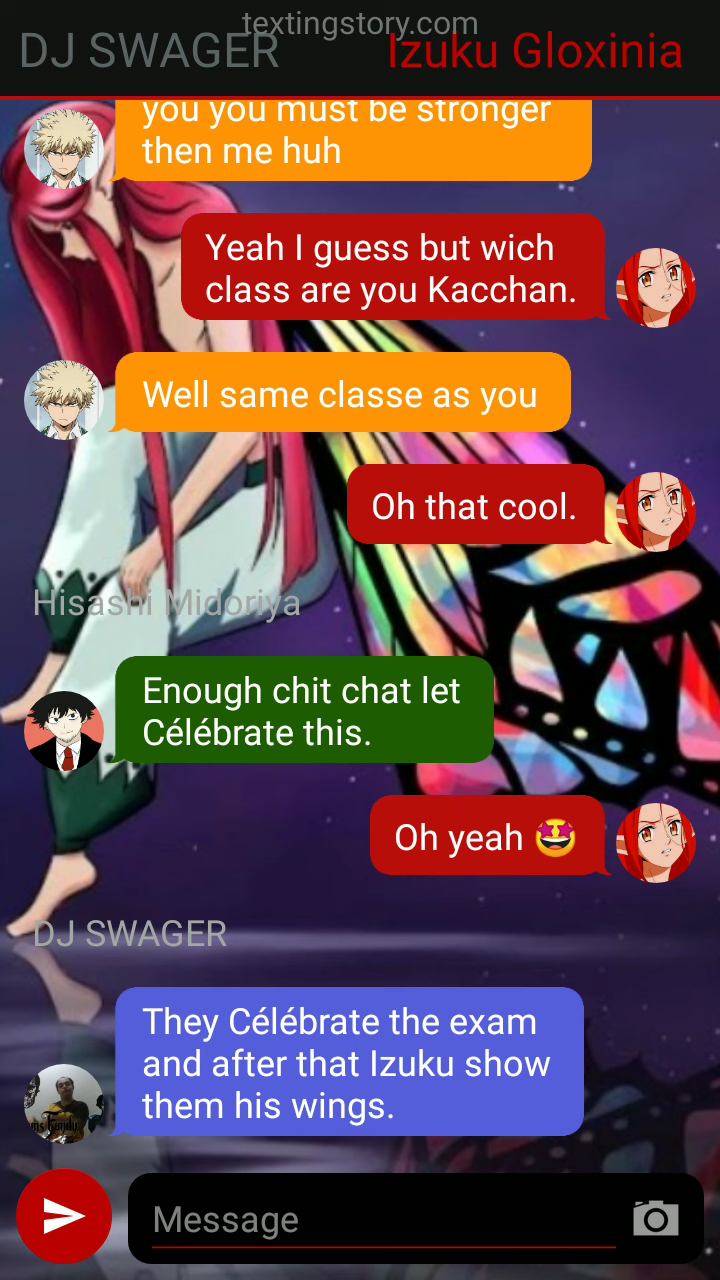 textingstory.com
DJ SWAGER
Izuku Gloxinia
you you must be stronger
then me huh
Yeah I guess but wich
class are you Kacchan.
Well same classe as you
Oh that cool.
Hisashi Midoriya
Enough chit chat let
Célébrate this.
Oh yeah 🤩
DJ SWAGER
They Célébrate the exam
and after that Izuku show
them his wings.
Message